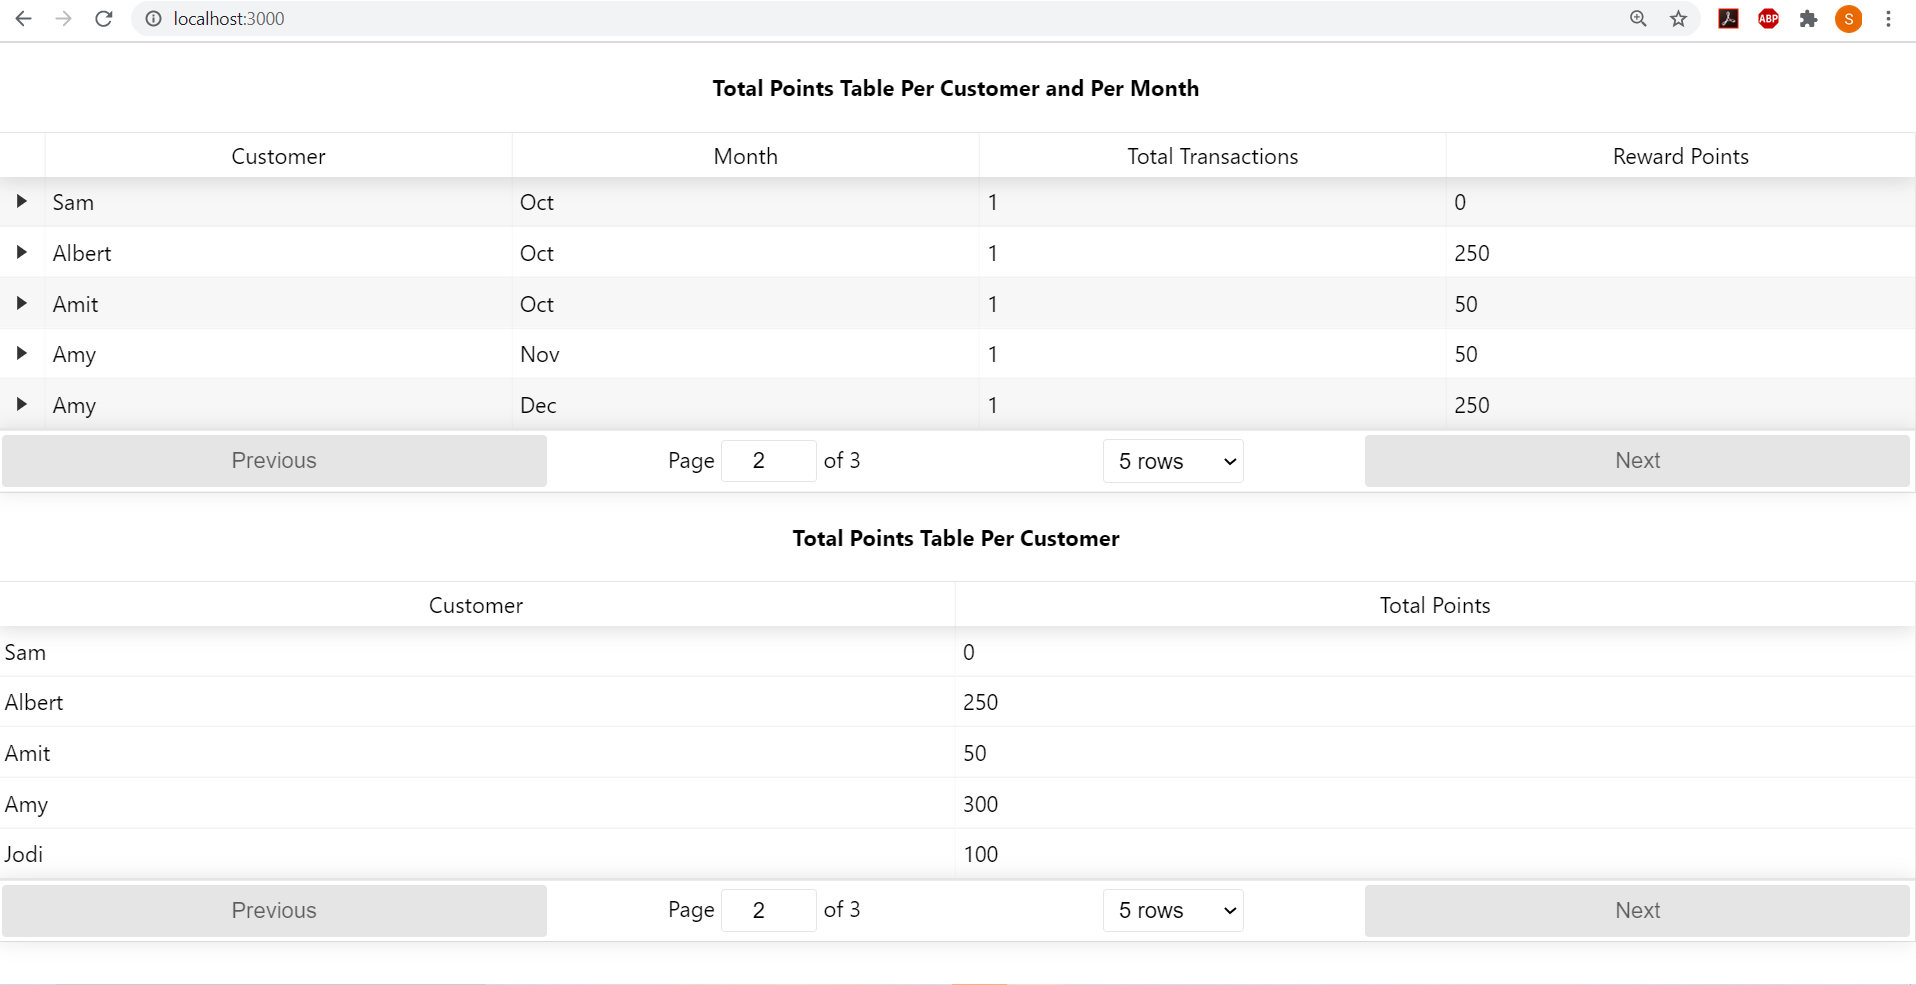 localhost:3000 ABP S
Total Points Table Per Customer and Per Month
Customer Month Total Transactions Reward Points
Sam Oct 1 0
Albert Oct 1 250
Amit Oct 1 50
Amy Nov 1 50
Amy Dec 1 250
Previous Page 2 of 3 5 rows Next
Total Points Table Per Customer
Customer Total Points
Sam 0
Albert 250
Amit 50
Amy 300
Jodi 100
Previous Page 2 of 3 5 rows Next